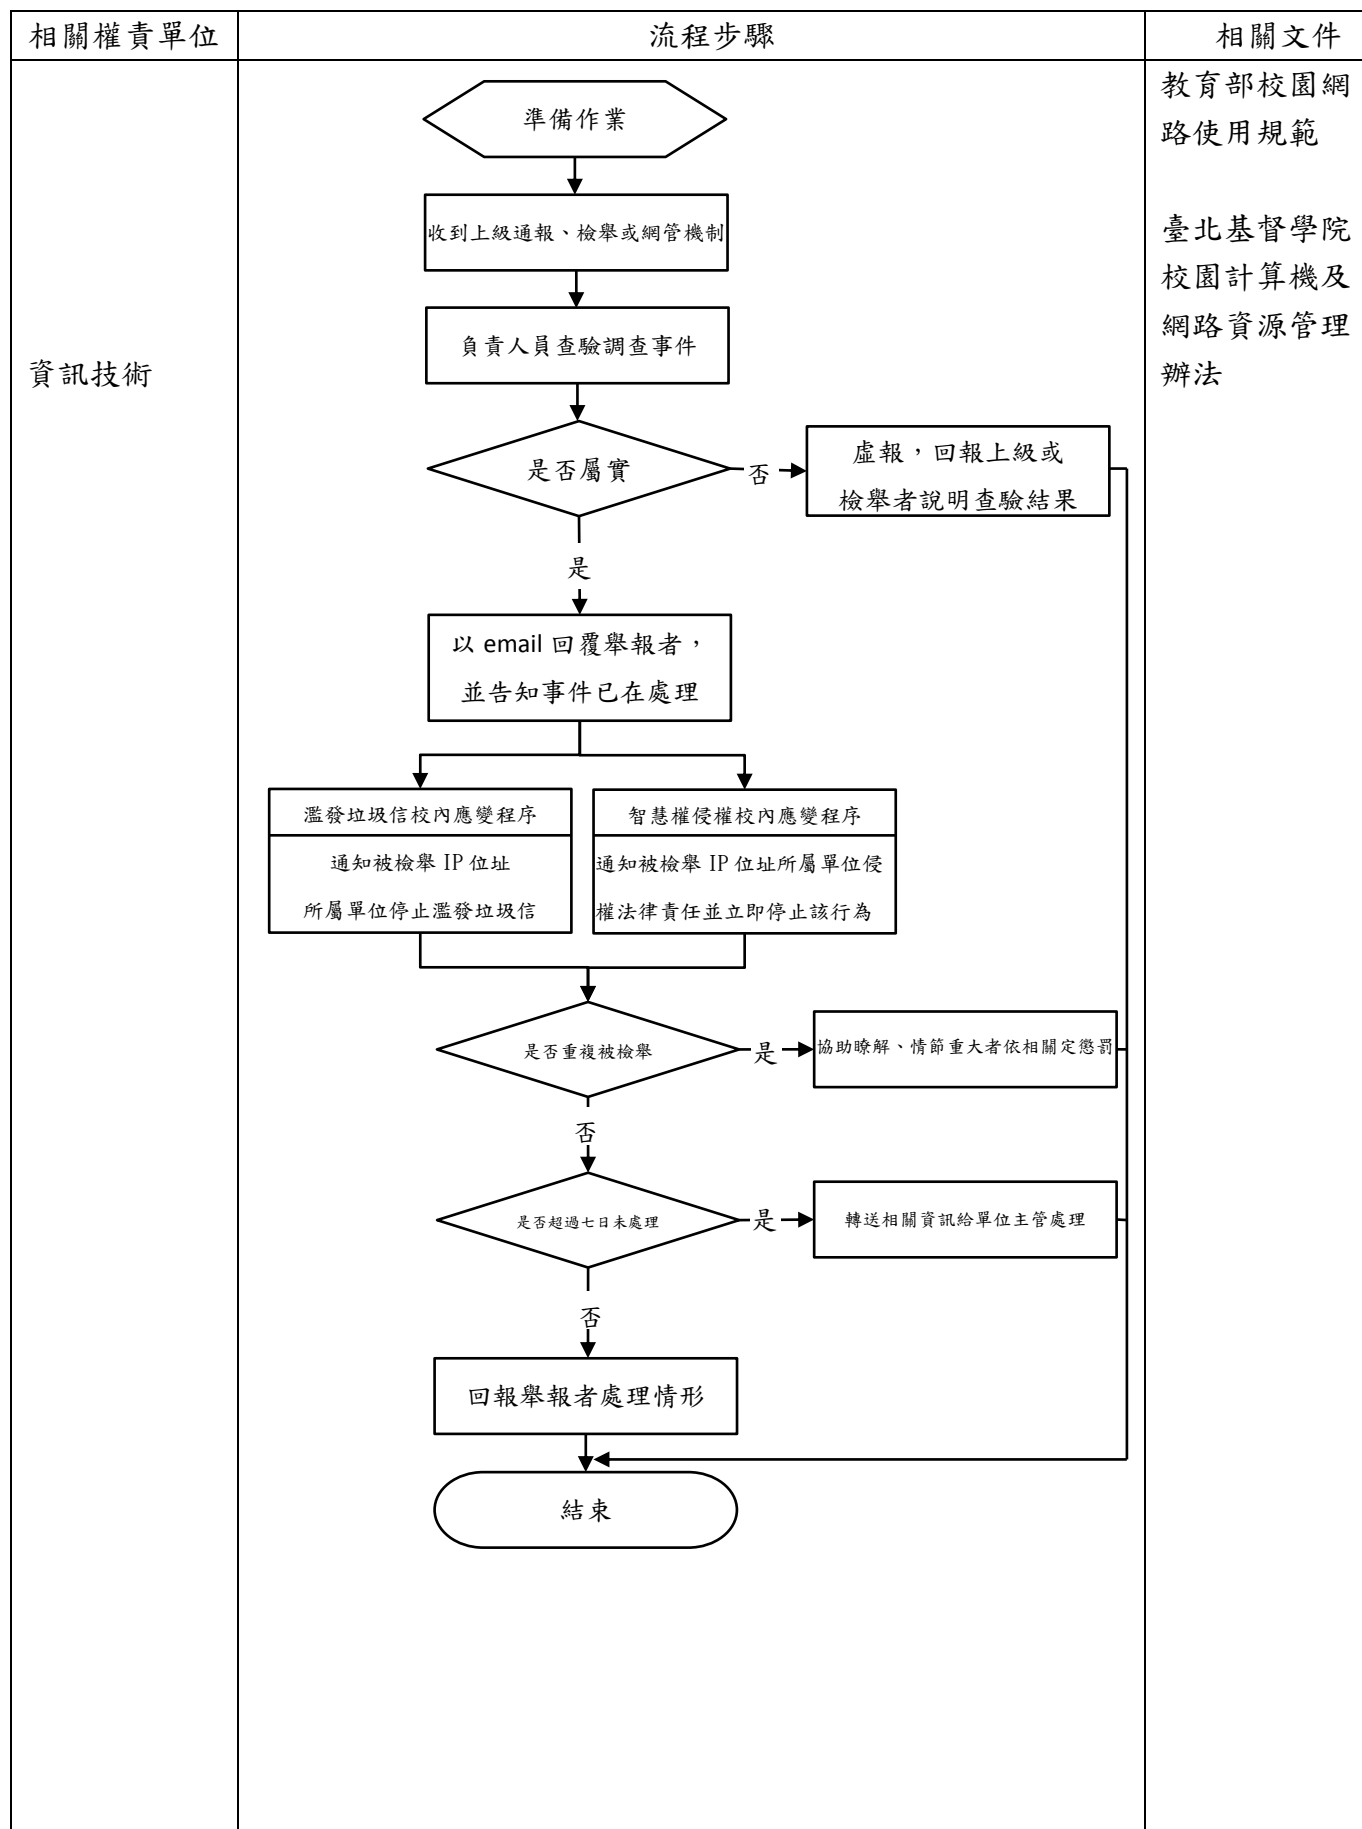 相關權責單位
流程步驟
相關文件
資訊技術
準備作業
收到上級通報、檢舉或網管機制
負責人員查驗調查事件
是否屬實
否
虛報，回報上級或
檢舉者說明查驗結果
是
以 email 回覆舉報者，
並告知事件已在處理
濫發垃圾信校內應變程序
通知被檢舉 IP 位址
所屬單位停止濫發垃圾信
智慧權侵權校內應變程序
通知被檢舉 IP 位址所屬單位侵
權法律責任並立即停止該行為
是否重複被檢舉
是
協助瞭解、情節重大者依相關定懲罰
否
是否超過七日未處理
是
轉送相關資訊給單位主管處理
否
回報舉報者處理情形
結束
教育部校園網
路使用規範
臺北基督學院
校園計算機及
網路資源管理
辦法